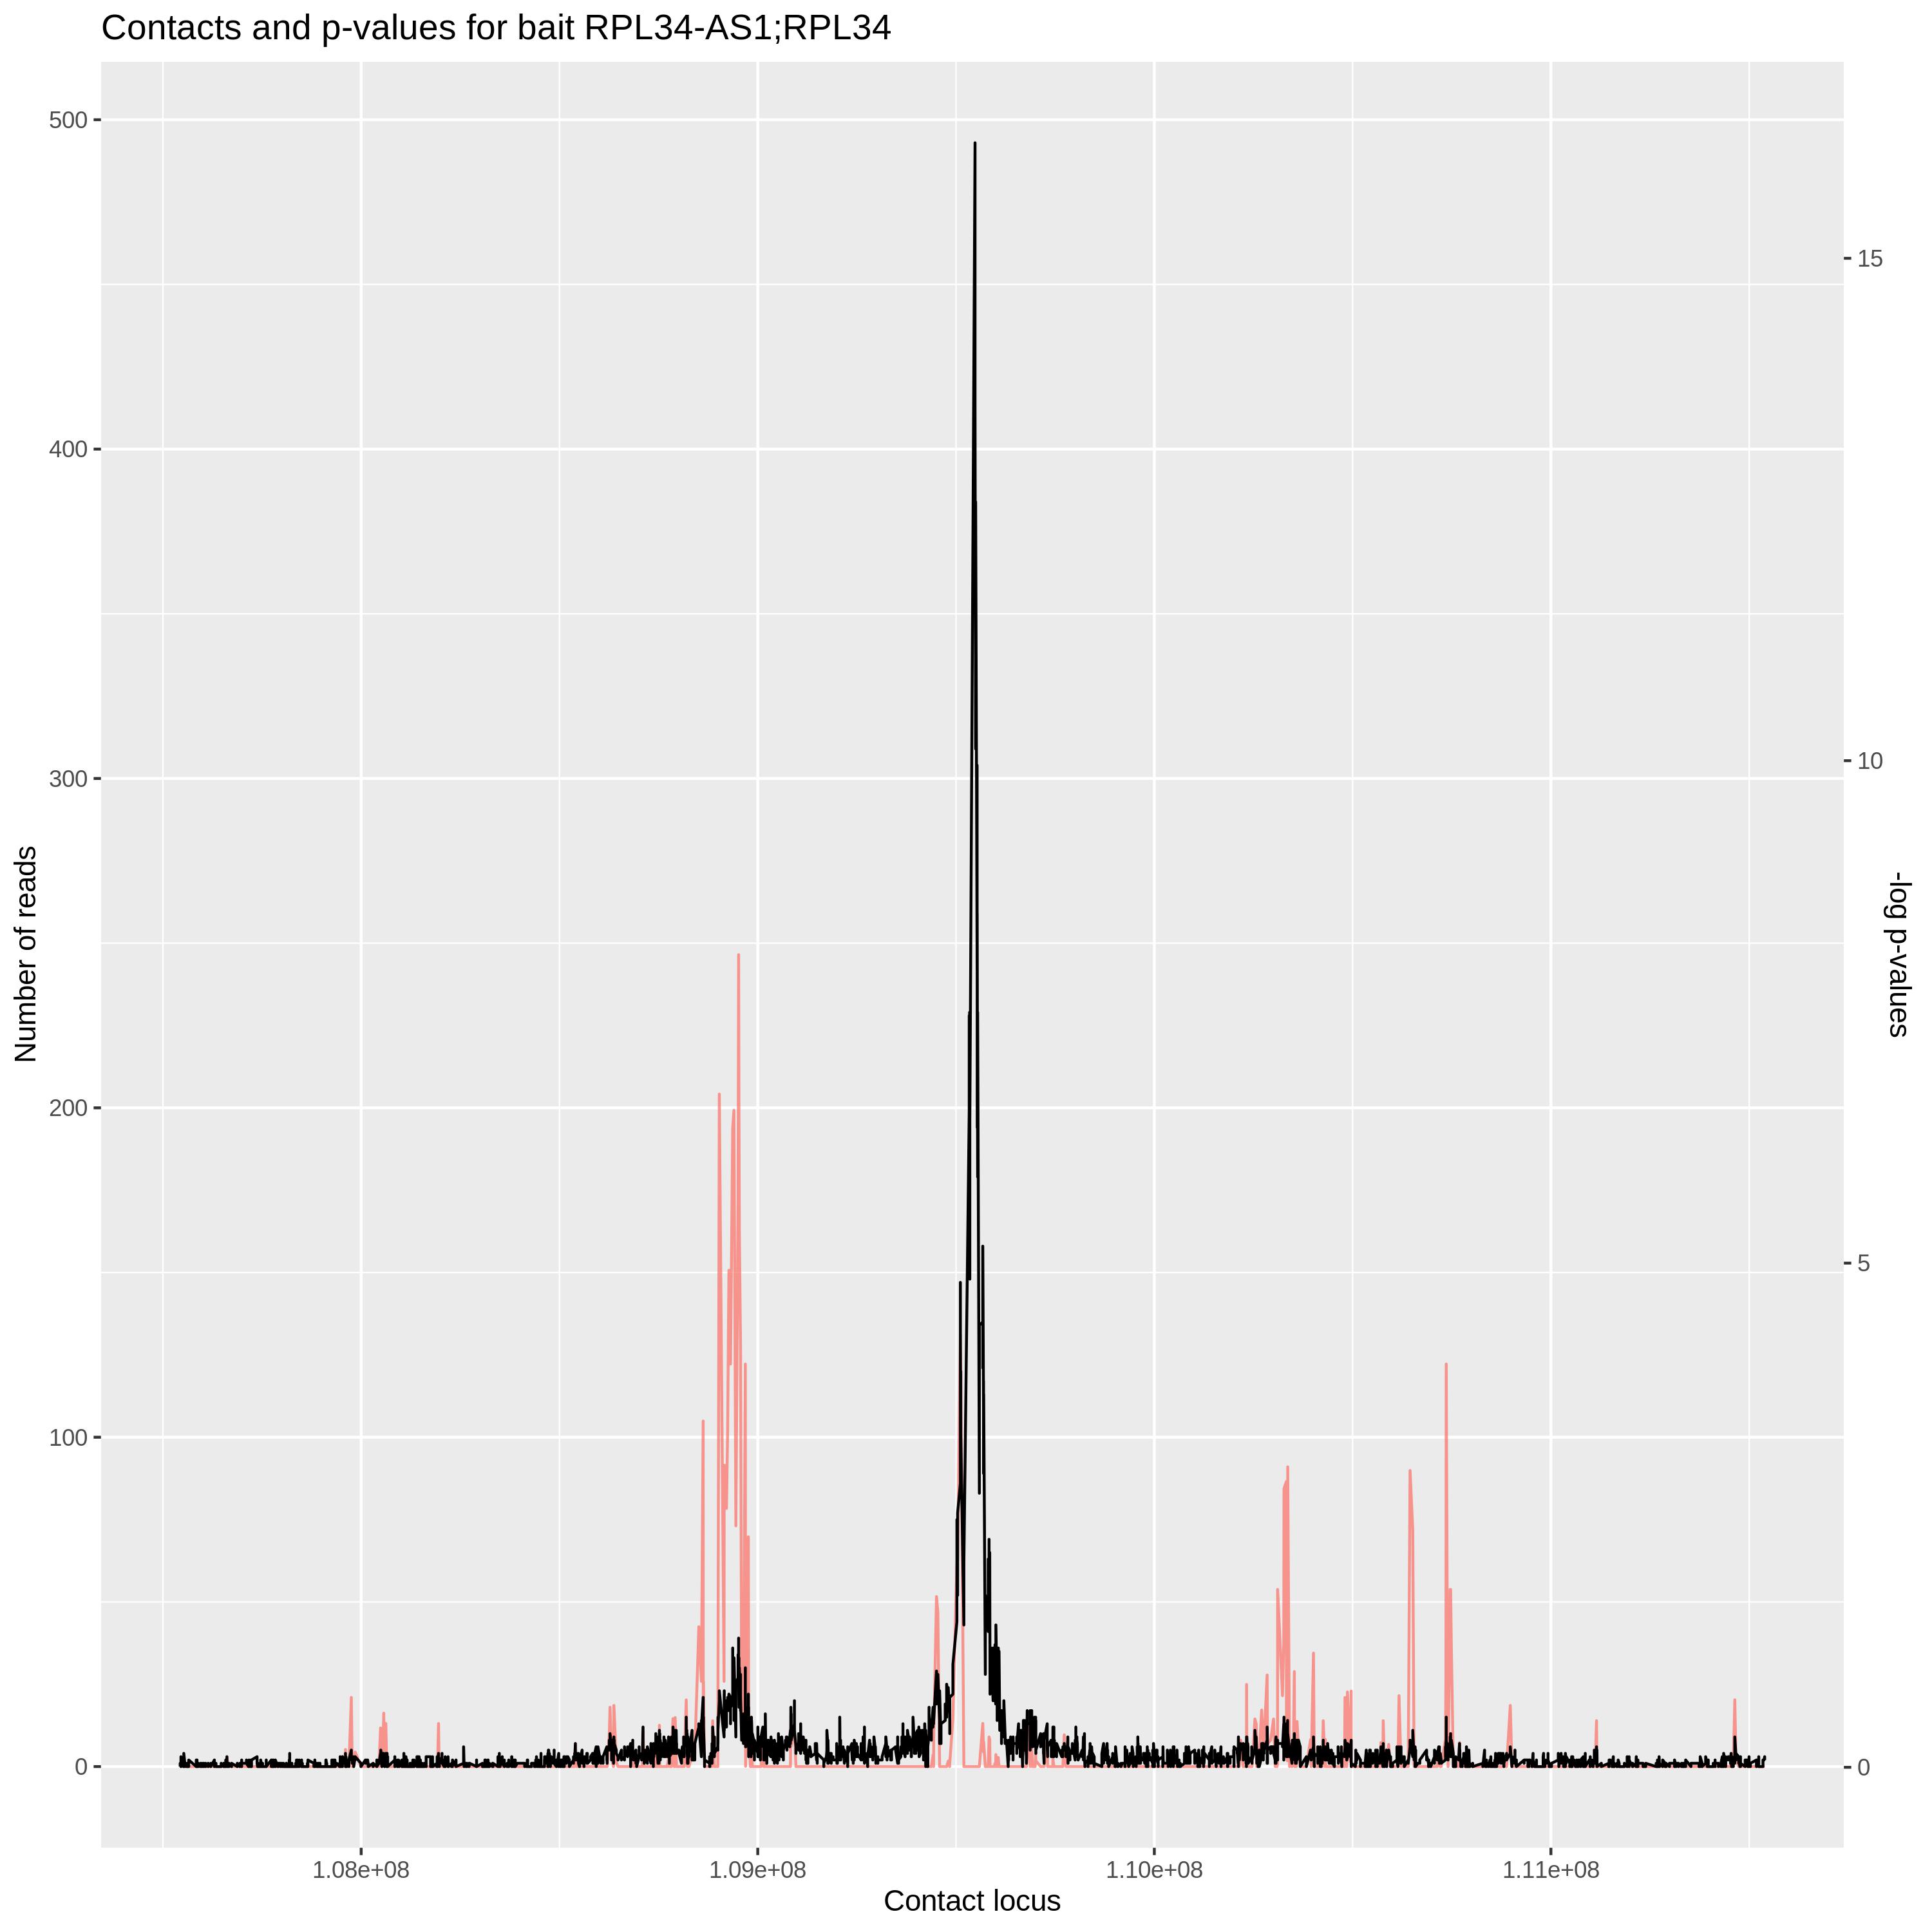 Contacts and p-values for bait RPL34-AS1;RPL34
500
400
300
200
100
0
Number of reads
15
10
5
0
-log p-values
1.08e+08
1.09e+08
1.10e+08
1.11e+08
Contact locus